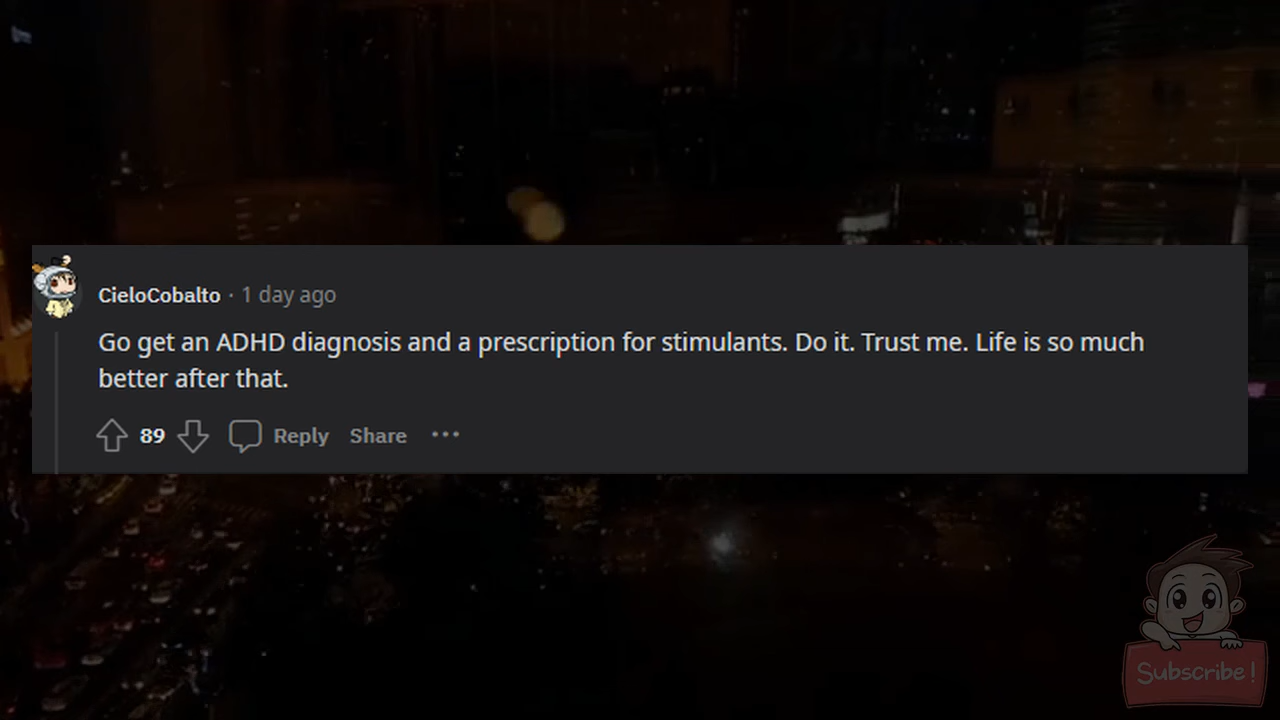 CieloCobalto · 1 day ago
Go get an ADHD diagnosis and a prescription for stimulants. Do it. Trust me. Life is so much
better after that.
89 Reply Share ···
Subscribe!